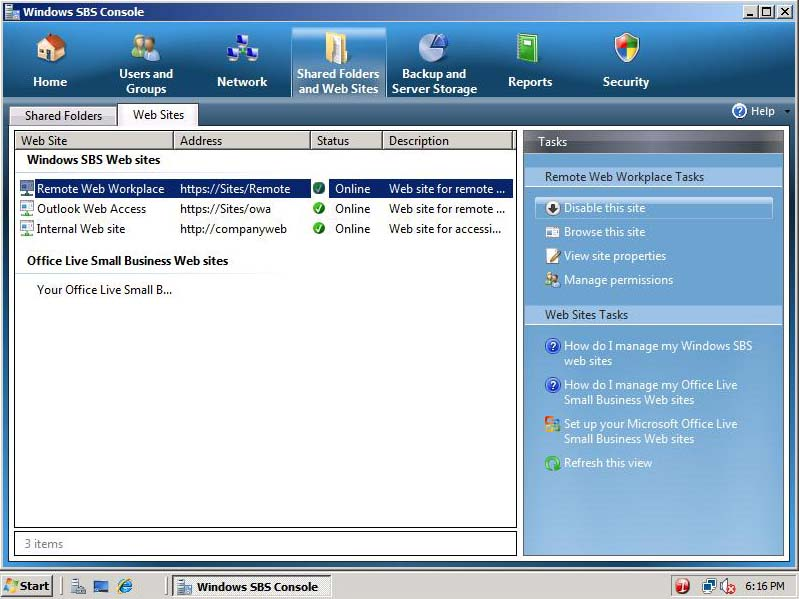 Windows SBS Console
Home
Users and Groups
Network
Shared Folders and Web Sites
Backup and Server Storage
Reports
Security
Shared Folders
Web Sites
Help
Web Site Address Status Description
Windows SBS Web sites
Remote Web Workplace https://Sites/Remote Online Web site for remote ...
Outlook Web Access https://Sites/owa Online Web site for remote ...
Internal Web site http://companyweb Online Web site for accessi...
Office Live Small Business Web sites
Your Office Live Small B...
3 items
Tasks
Remote Web Workplace Tasks
Disable this site
Browse this site
View site properties
Manage permissions
Web Sites Tasks
How do I manage my Windows SBS
web sites
How do I manage my Office Live
Small Business Web sites
Set up your Microsoft Office Live
Small Business Web sites
Refresh this view
Start
Windows SBS Console
6:16 PM